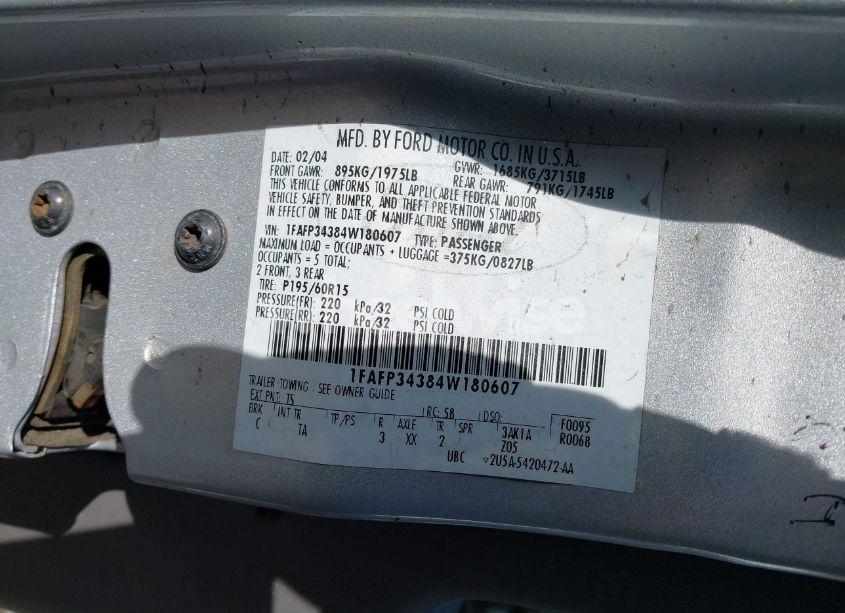 MFD. BY FORD MOTOR CO. IN U.S.A.
DATE: 02/04 GVWR: 1685KG/3715LB
FRONT GAWR: 895KG/1975LB REAR GAWR: 791KG/1745LB
THIS VEHICLE CONFORMS TO ALL APPLICABLE FEDERAL MOTOR
VEHICLE SAFETY, BUMPER, AND THEFT PREVENTION STANDARDS
IN EFFECT ON THE DATE OF MANUFACTURE SHOWN ABOVE.
VIN: 1FAFP34384W180607 TYPE: PASSENGER
MAXIMUM LOAD = OCCUPANTS + LUGGAGE =375KG/0827LB
OCCUPANTS = 5 TOTAL;
2 FRONT, 3 REAR
TIRE: P195/60R15
PRESSURE(FR): 220 kPa/32 PSI COLD
PRESSURE(RR): 220 kPa/32 PSI COLD
1FAFP34384W180607
TRAILER TOWING - SEE OWNER GUIDE
EXT PNT: TS RC: 58 DSO: F0095
BRK INT TR TP/PS R AXLE TR SPR 3AK1A R0068
C TA 3 XX 2 Z05
UBC 2U5A-5420472-AA